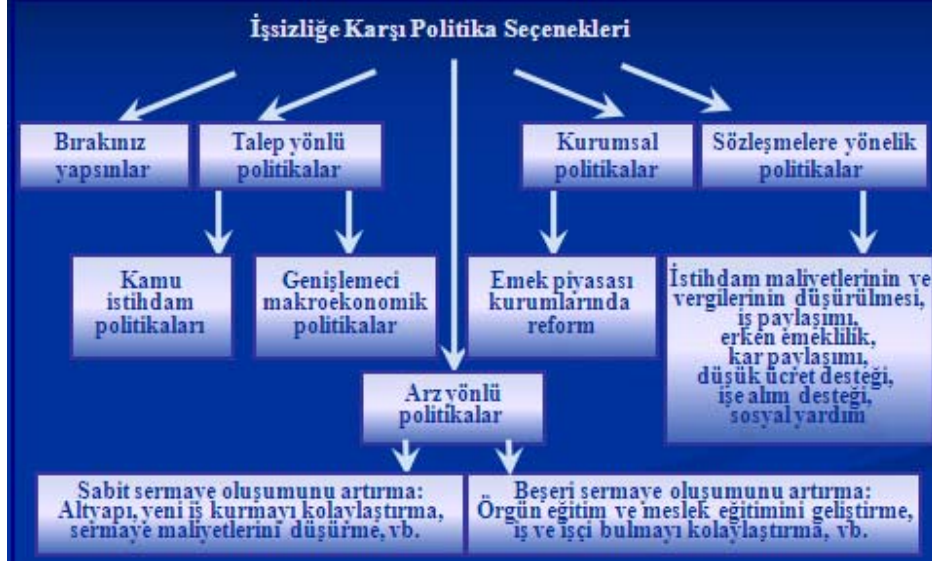 İşsizliğe Karşı Politika Seçenekleri
Bırakınız
yapsınlar
Talep yönlü
politikalar
Kurumsal
politikalar
Sözleşmelere yönelik
politikalar
Kamu
istihdam
politikaları
Genişlemeci
makroekonomik
politikalar
Emek piyasası
kurumlarında
reform
İstihdam maliyetlerinin ve
vergilerinin düşürülmesi,
iş paylaşımı,
erken emeklilik,
kar paylaşımı,
düşük ücret desteği,
işe alım desteği,
sosyal yardım
Arz yönlü
politikalar
Sabit sermaye oluşumunu artırma:
Altyapı, yeni iş kurmayı kolaylaştırma,
sermaye maliyetlerini düşürme, vb.
Beşeri sermaye oluşumunu artırma:
Örgün eğitim ve meslek eğitimini geliştirme,
iş ve işçi bulmayı kolaylaştırma, vb.